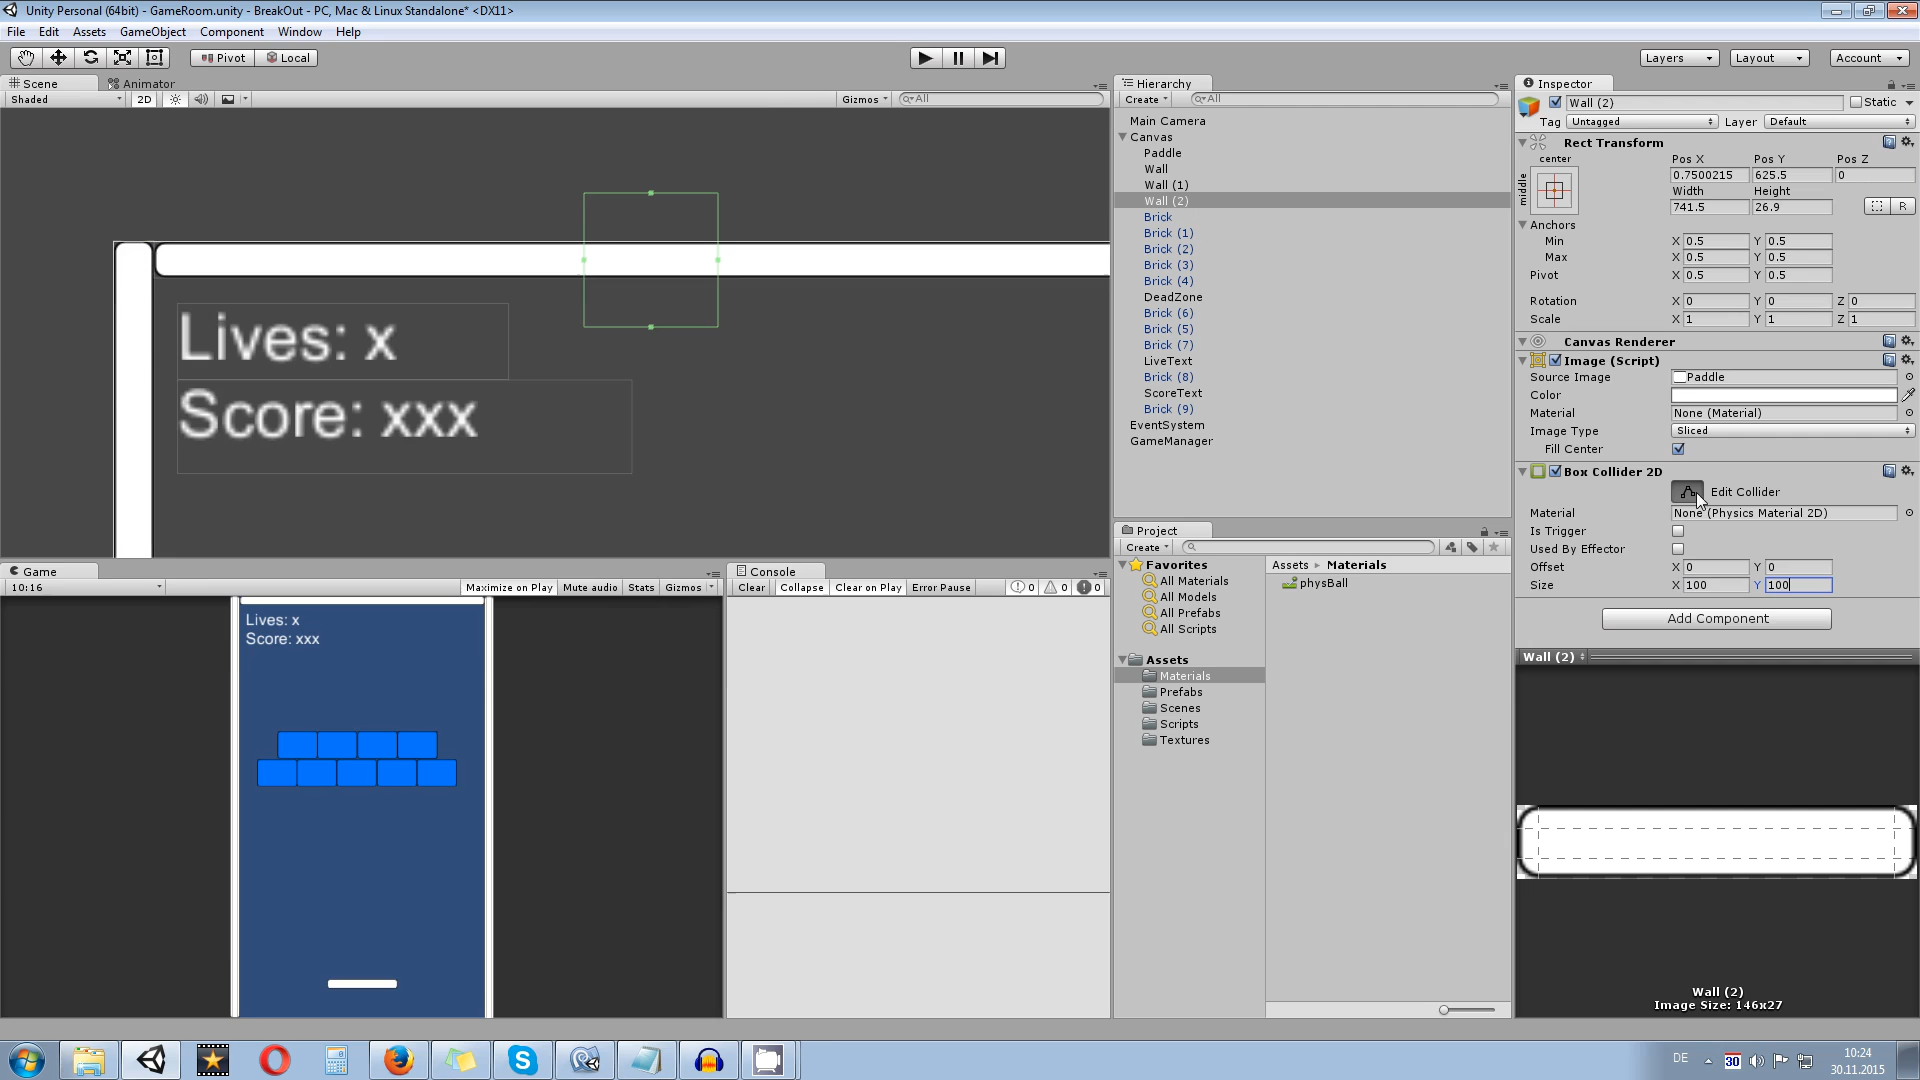 Unity Personal (64bit) - GameRoom.unity - BreakOut - PC, Mac & Linux Standalone* <DX11>
File Edit Assets GameObject Component Window Help
Pivot Local Layers Layout Account
Scene Animator
Shaded 2D Gizmos All
Lives: x
Score: xxx
Hierarchy
Create All
Main Camera
Canvas
Paddle
Wall
Wall (1)
Wall (2)
Brick
Brick (1)
Brick (2)
Brick (3)
Brick (4)
DeadZone
Brick (6)
Brick (5)
Brick (7)
LiveText
Brick (8)
ScoreText
Brick (9)
EventSystem
GameManager
Inspector
Wall (2) Static
Tag Untagged Layer Default
Rect Transform
center
middle
Pos X Pos Y Pos Z
0.7500215 625.5 0
Width Height
741.5 26.9 R
Anchors
Min X 0.5 Y 0.5
Max X 0.5 Y 0.5
Pivot X 0.5 Y 0.5
Rotation X 0 Y 0 Z 0
Scale X 1 Y 1 Z 1
Canvas Renderer
Image (Script)
Source Image Paddle
Color
Material None (Material)
Image Type Sliced
Fill Center
Box Collider 2D
Edit Collider
Material None (Physics Material 2D)
Is Trigger
Used By Effector
Offset X 0 Y 0
Size X 100 Y 100
Add Component
Wall (2)
Wall (2)
Image Size: 146x27
Game
10:16 Maximize on Play Mute audio Stats Gizmos
Lives: x
Score: xxx
Console
Clear Collapse Clear on Play Error Pause 0 0 0
Project
Create
Favorites
All Materials
All Models
All Prefabs
All Scripts
Assets
Materials
Prefabs
Scenes
Scripts
Textures
Assets Materials
physBall
DE 30 10:24
30.11.2015